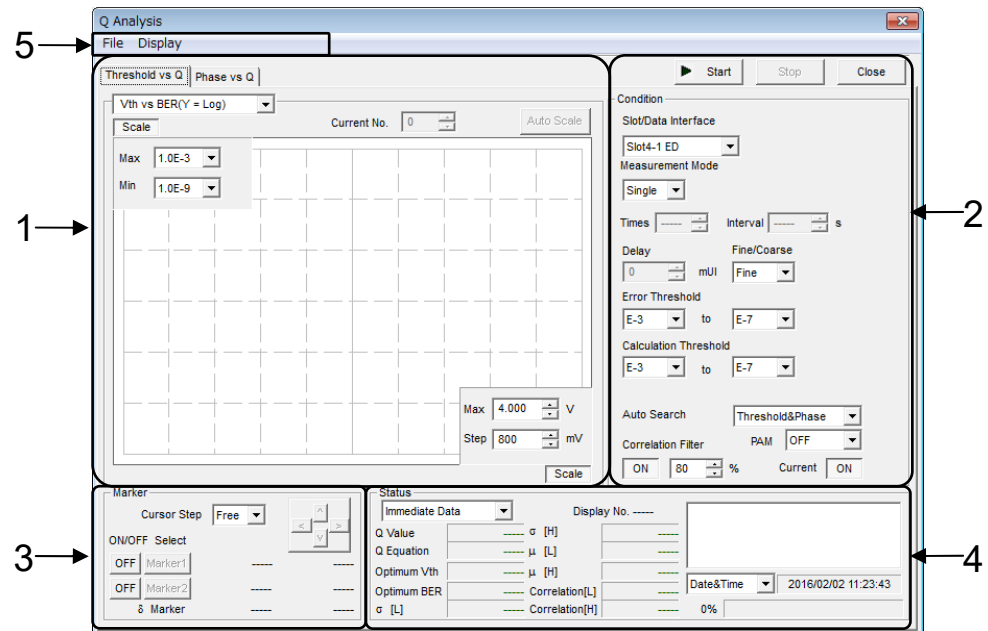 Q Analysis
5
File Display
Threshold vs Q Phase vs Q
Start Stop Close
Vth vs BER(Y = Log)
Scale
Current No. 0 Auto Scale
Max 1.0E-3
Min 1.0E-9
1
Max 4.000 V
Step 800 mV
Scale
Condition
Slot/Data Interface
Slot4-1 ED
Measurement Mode
Single
Times ----- Interval ----- s
2
Delay Fine/Coarse
0 mUI Fine
Error Threshold
E-3 to E-7
Calculation Threshold
E-3 to E-7
Auto Search Threshold&Phase
Correlation Filter PAM OFF
ON 80 % Current ON
Marker
Cursor Step Free
< ^ v >
ON/OFF Select
3
OFF Marker1 ----- -----
OFF Marker2 ----- -----
δ Marker ----- -----
Status
Immediate Data Display No. -----
Q Value ----- σ [H] -----
Q Equation ----- μ [L] -----
Optimum Vth ----- μ [H] -----
Optimum BER ----- Correlation[L] -----
σ [L] ----- Correlation[H] -----
4
Date&Time 2016/02/02 11:23:43
0%